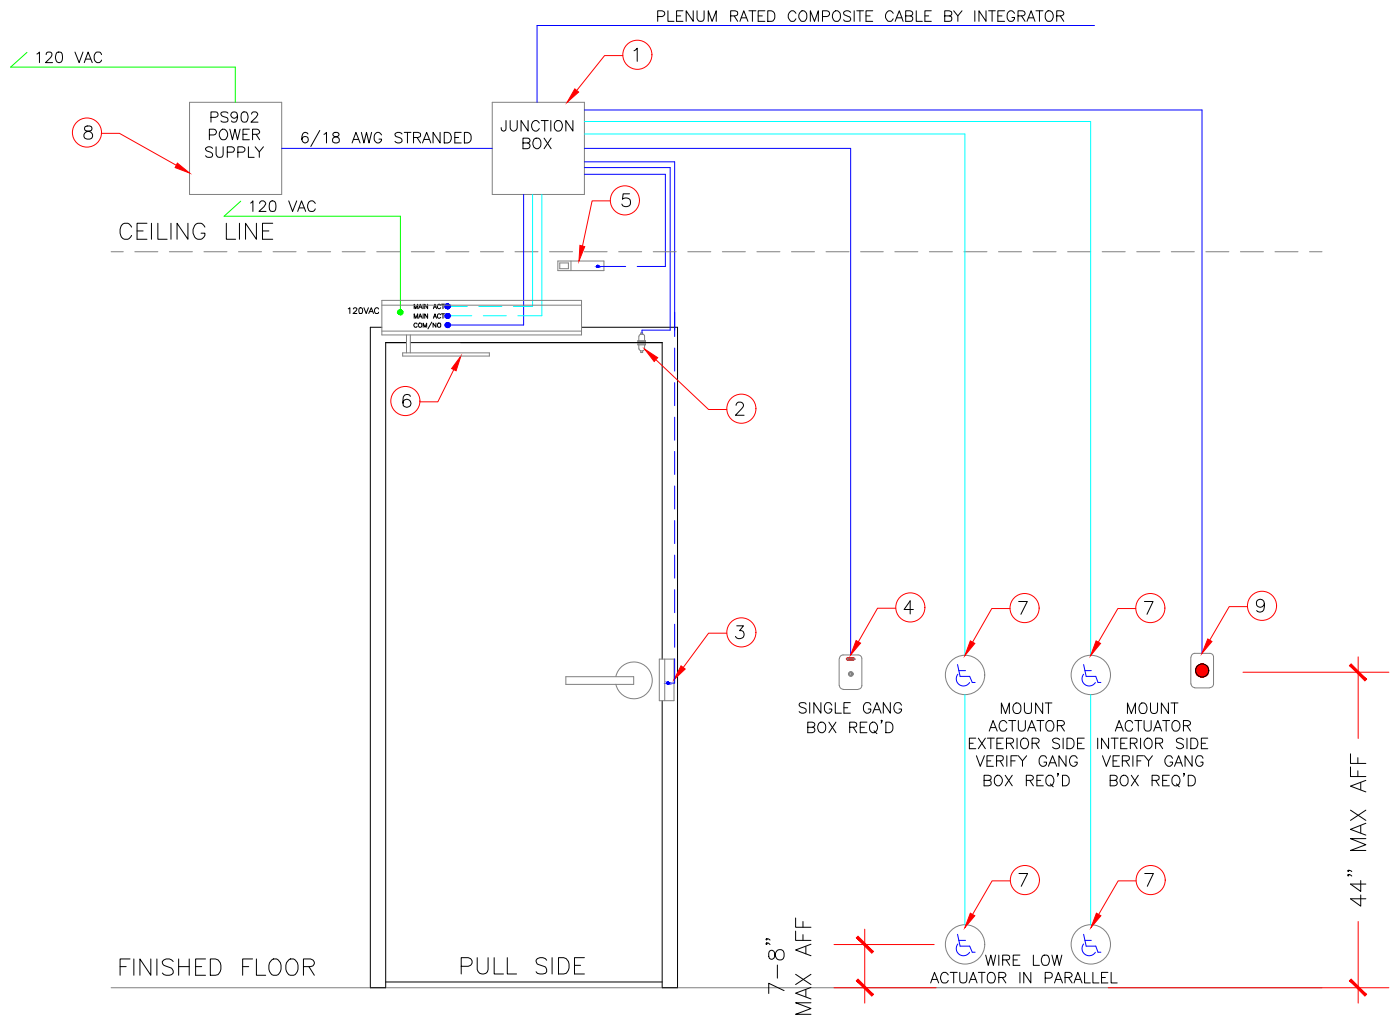 PLENUM RATED COMPOSITE CABLE BY INTEGRATOR
120 VAC
1
PS902
POWER
SUPPLY
8
6/18 AWG STRANDED
JUNCTION
BOX
120 VAC
5
CEILING LINE
120VAC
MAIN ACT
MAIN ACT
COM/NO
6
2
3
4
7
7
9
SINGLE GANG
BOX REQ'D
MOUNT
ACTUATOR
EXTERIOR SIDE
VERIFY GANG
BOX REQ'D
MOUNT
ACTUATOR
INTERIOR SIDE
VERIFY GANG
BOX REQ'D
44" MAX AFF
7
7
7-8"
MAX AFF
WIRE LOW
ACTUATOR IN PARALLEL
FINISHED FLOOR
PULL SIDE